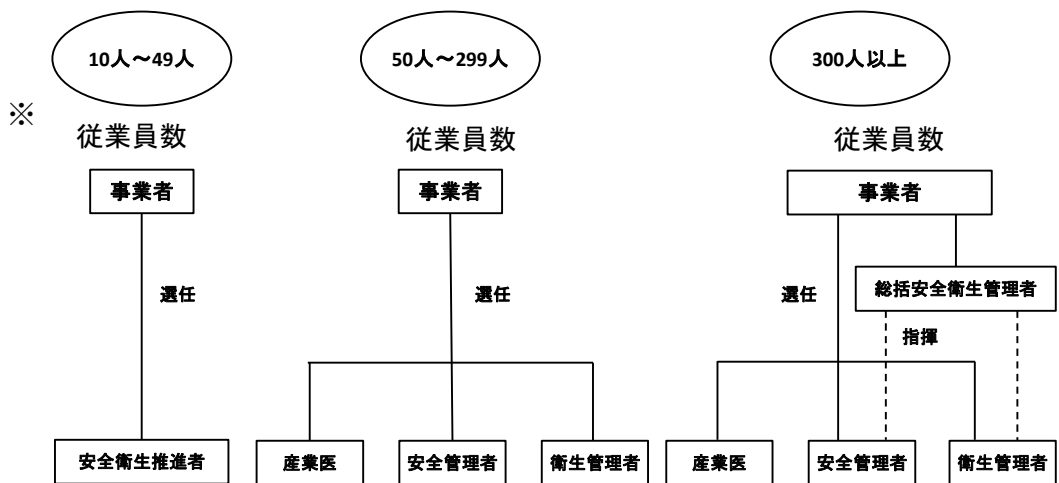 10人～49人
50人～299人
300人以上
※
従業員数
従業員数
従業員数
事業者
事業者
事業者
選任
選任
選任
総括安全衛生管理者
指揮
安全衛生推進者
産業医
安全管理者
衛生管理者
産業医
安全管理者
衛生管理者